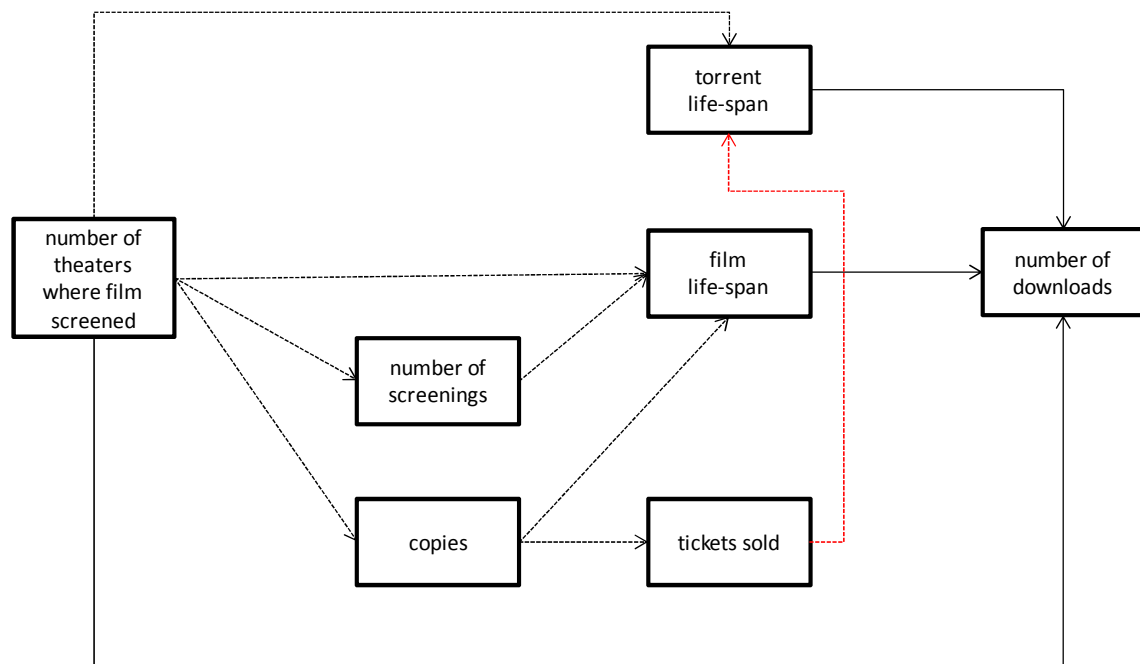 torrent
life-span
number of
theaters
where film
screened
film
life-span
number of
downloads
number of
screenings
copies
tickets sold